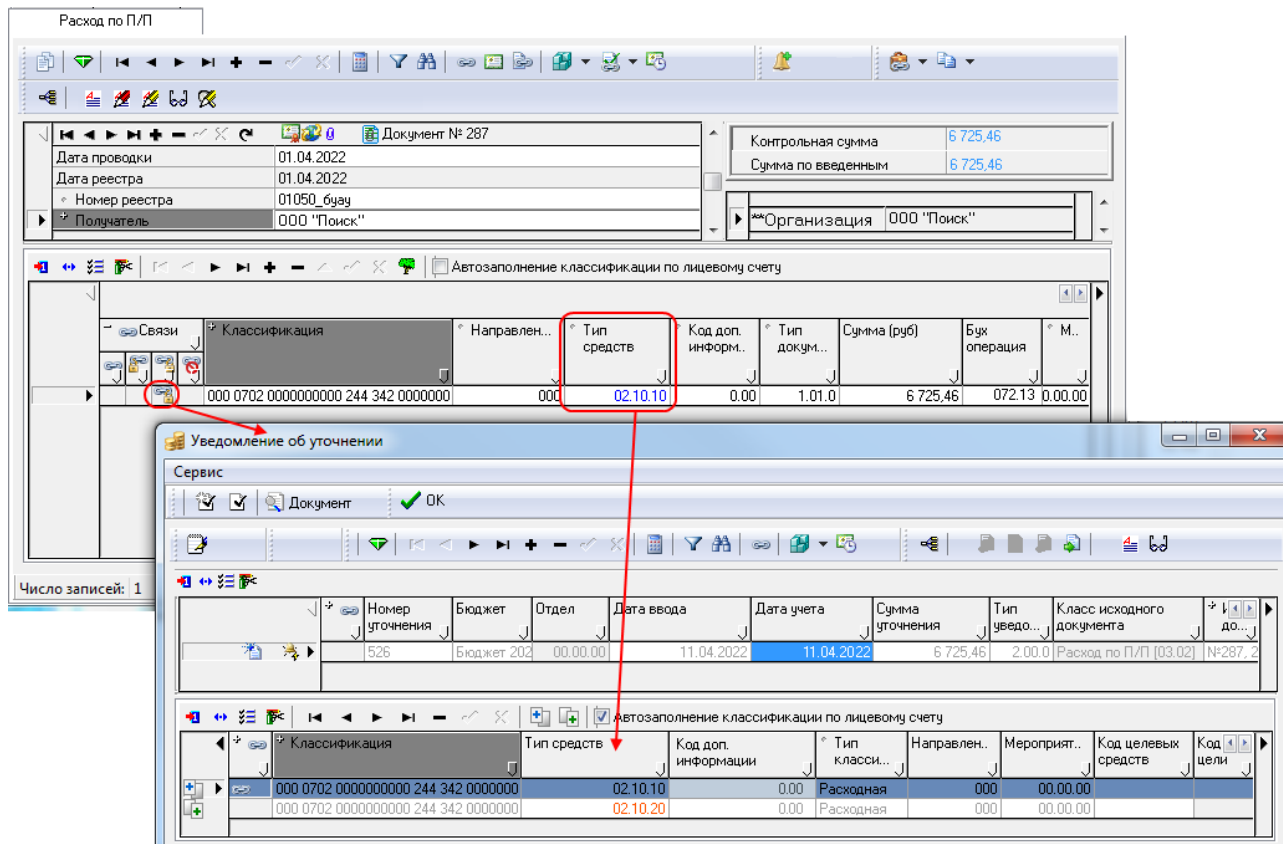 Расход по П/П
Документ № 287
Дата проводки 01.04.2022
Дата реестра 01.04.2022
Номер реестра 01050_буау
Получатель ООО "Поиск"
Контрольная сумма 6 725,46
Сумма по введенным 6 725,46
**Организация ООО "Поиск"
Автозаполнение классификации по лицевому счету
Связи Классификация Направлен... Тип средств Код доп. информ.. Тип докум... Сумма (руб) Бух операция М..
000 0702 0000000000 244 342 0000000 000 02.10.10 0.00 1.01.0 6 725,46 072.13 0.00.00
Число записей: 1
Уведомление об уточнении
Сервис
Документ OK
Номер уточнения Бюджет Отдел Дата ввода Дата учета Сумма уточнения Тип уведо... Класс исходного документа до...
526 Бюджет 202 00.00.00 11.04.2022 11.04.2022 6 725,46 2.00.0 Расход по П/П [03.02] №287, 2
Автозаполнение классификации по лицевому счету
Классификация Тип средств Код доп. информации Тип класси... Направлен.. Мероприят.. Код целевых средств Код цели
000 0702 0000000000 244 342 0000000 02.10.10 0.00 Расходная 000 00.00.00
000 0702 0000000000 244 342 0000000 02.10.20 0.00 Расходная 000 00.00.00